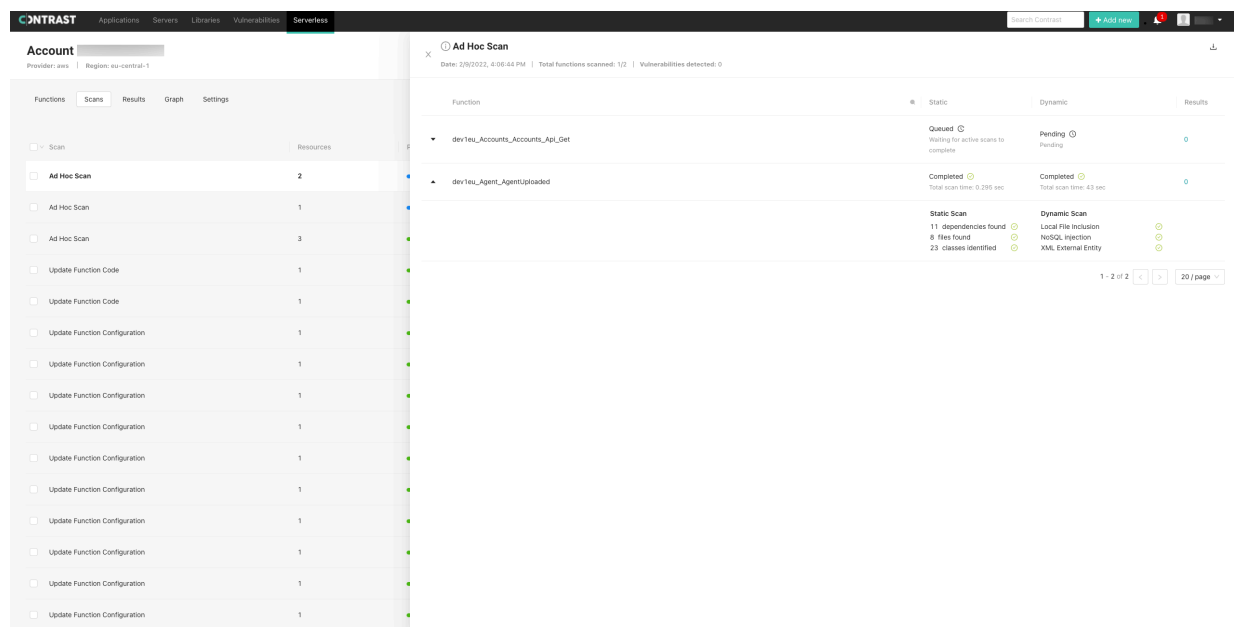 CONTRAST Applications Servers Libraries Vulnerabilities Serverless Search Contrast + Add new 1
Account
Provider: aws | Region: eu-central-1
Functions Scans Results Graph Settings
Scan Resources
Ad Hoc Scan 2
Ad Hoc Scan 1
Ad Hoc Scan 3
Update Function Code 1
Update Function Code 1
Update Function Configuration 1
Update Function Configuration 1
Update Function Configuration 1
Update Function Configuration 1
Update Function Configuration 1
Update Function Configuration 1
Update Function Configuration 1
Update Function Configuration 1
Update Function Configuration 1
Update Function Configuration 1
Ad Hoc Scan
Date: 2/9/2022, 4:06:44 PM | Total functions scanned: 1/2 | Vulnerabilities detected: 0
Function Static Dynamic Results
dev1eu_Accounts_Accounts_Api_Get Queued Pending 0
Waiting for active scans to Pending
complete
dev1eu_Agent_AgentUploaded Completed Completed 0
Total scan time: 0.295 sec Total scan time: 43 sec
Static Scan Dynamic Scan
11 dependencies found Local File Inclusion
8 files found NoSQL injection
23 classes identified XML External Entity
1 - 2 of 2 < > 20 / page